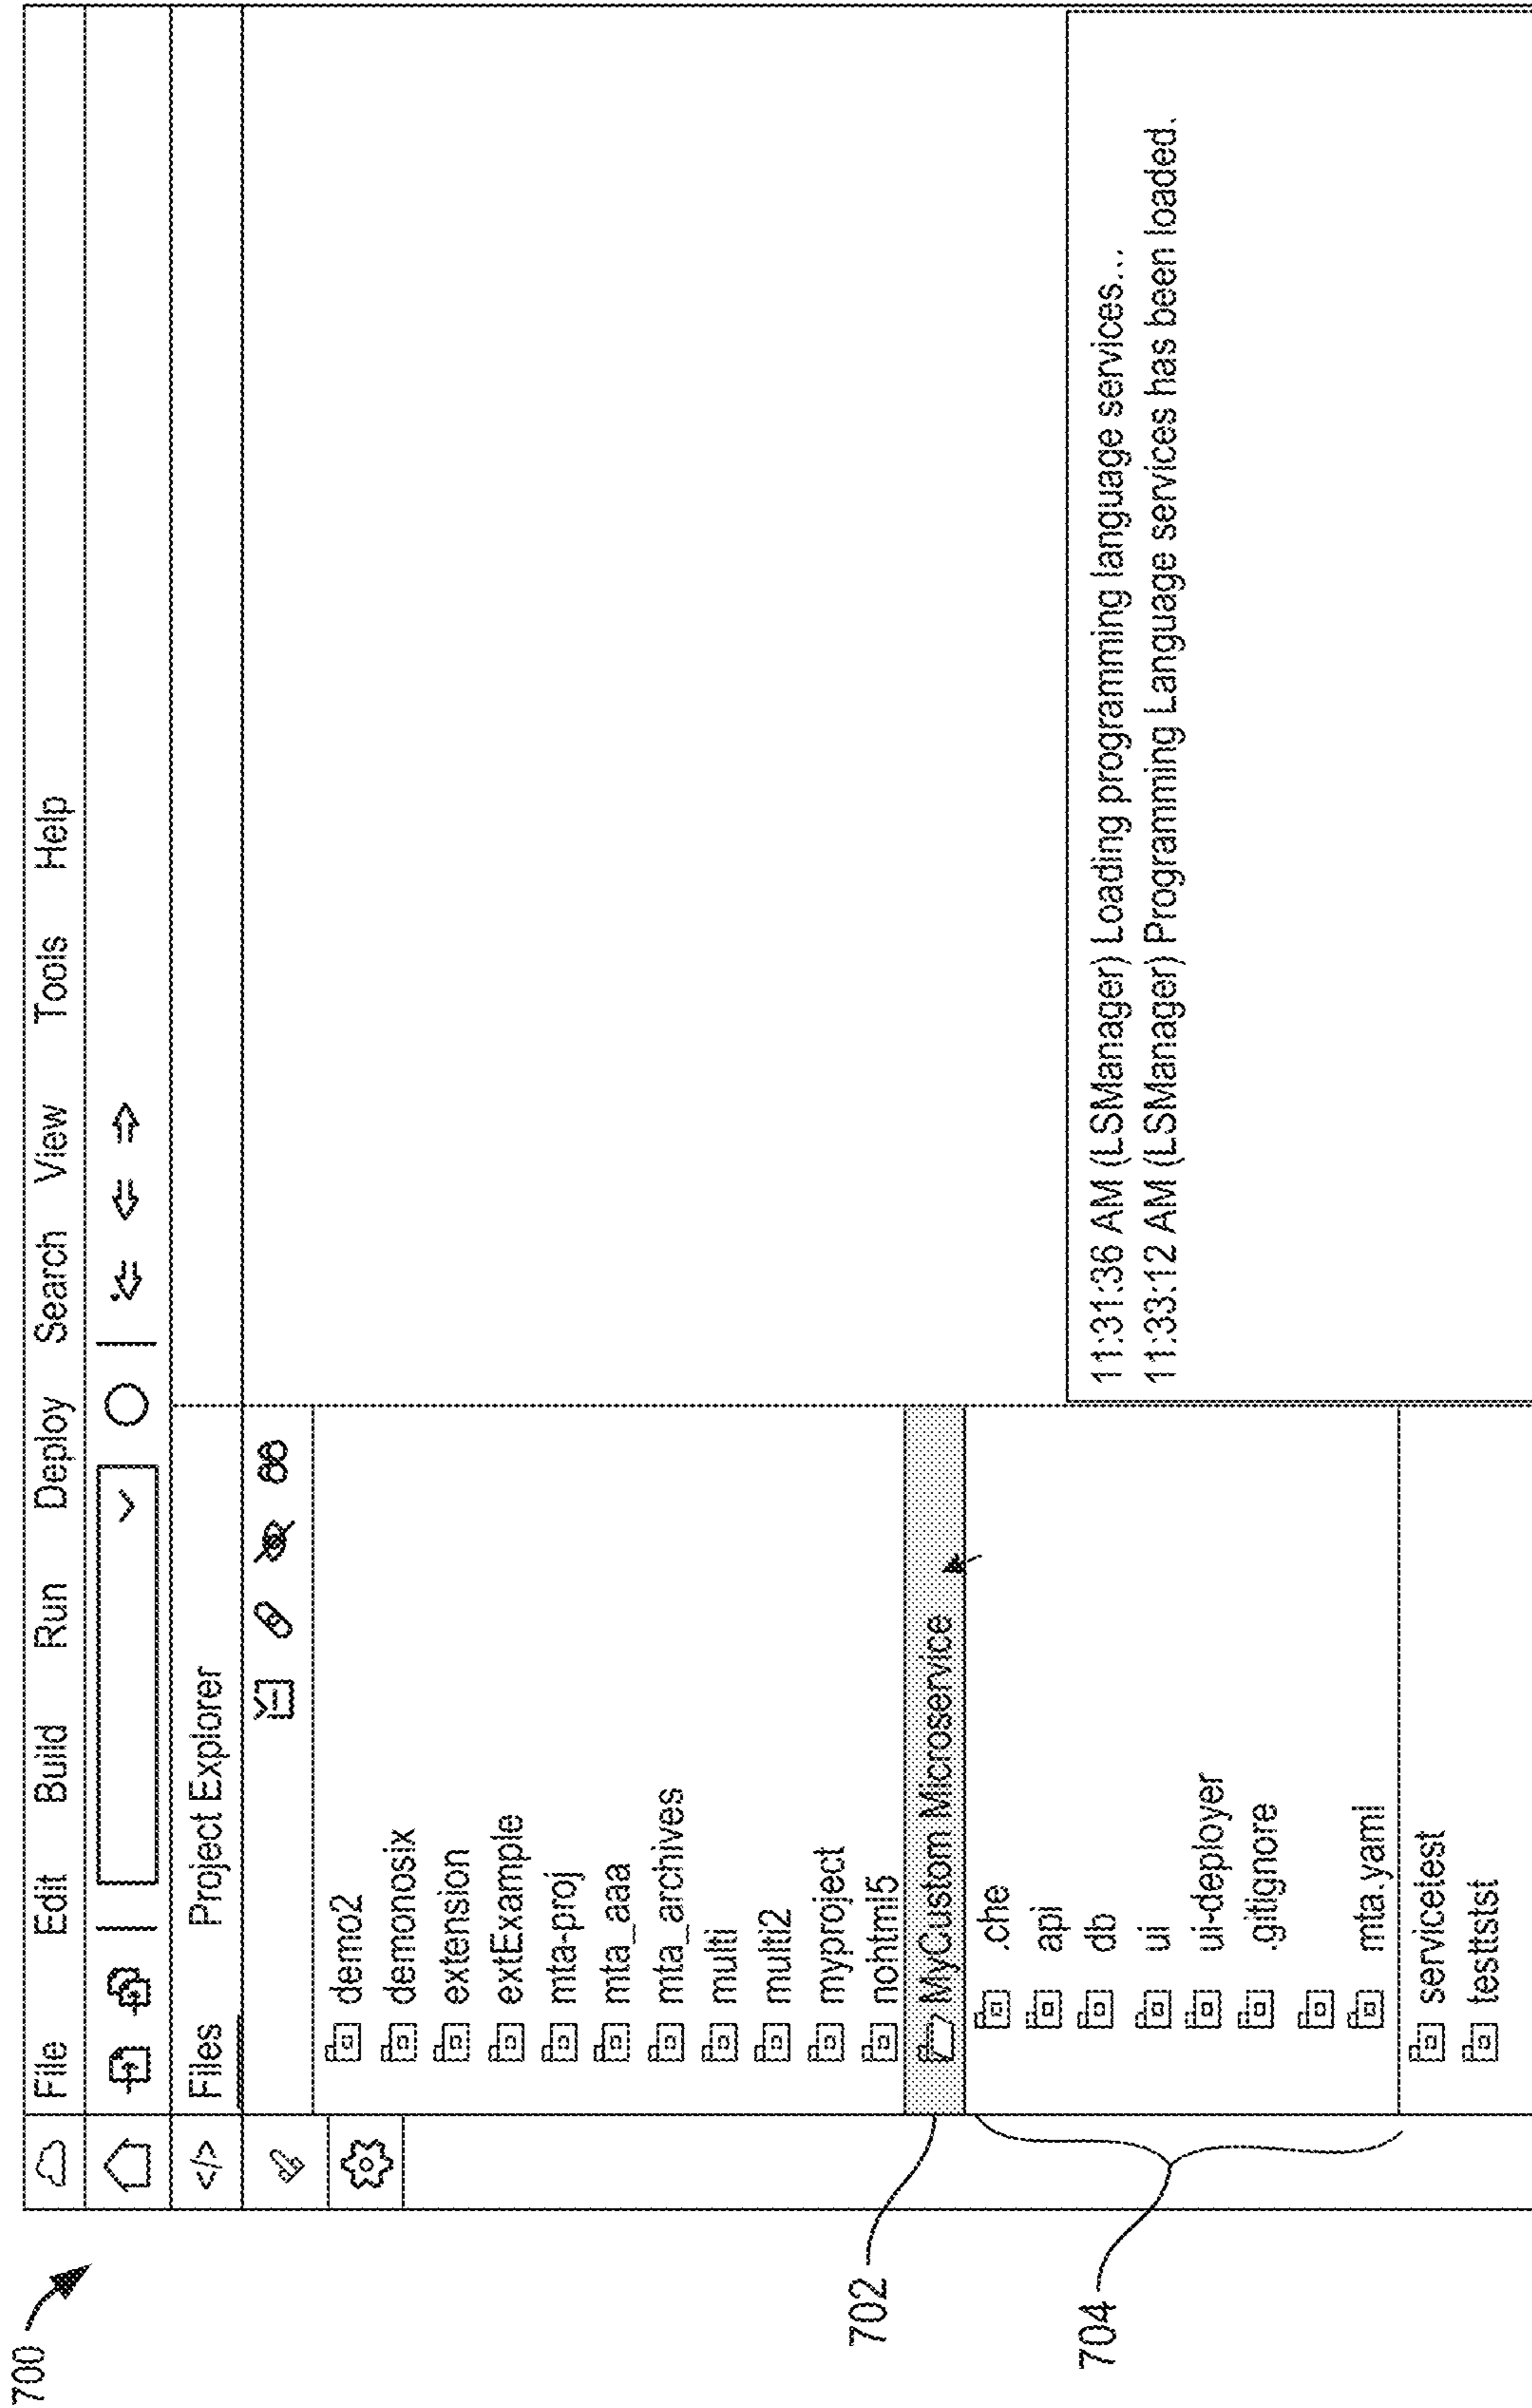 700
File Edit Build Run Deploy Search View Tools Help
</> Files Project Explorer
demo2
demonosix
extension
extExample
mta-proj
mta_aaa
mta_archives
multi
multi2
myproject
nohtml5
702
MyCustom Microservice
704
.che
api
db
ui
ui-deployer
.gitignore
mta.yaml
servicetest
testtstst
11:31:36 AM (LSManager) Loading programming language services...
11:33:12 AM (LSManager) Programming Language services has been loaded.